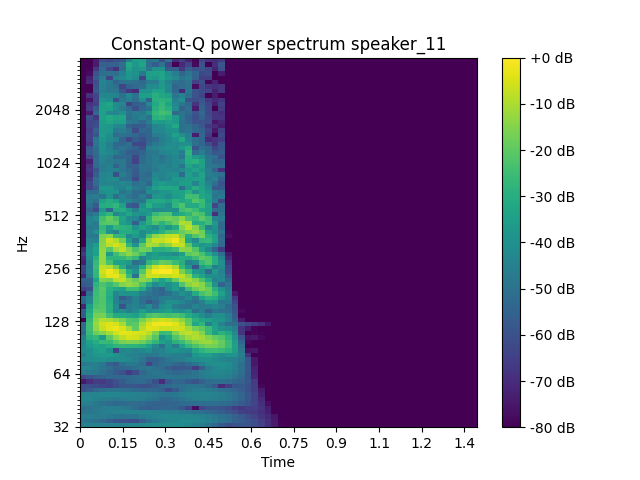 Constant-Q power spectrum speaker_11
Hz
2048
1024
512
256
128
64
32
0 0.15 0.3 0.45 0.6 0.75 0.9 1.1 1.2 1.4
Time
+0 dB
-10 dB
-20 dB
-30 dB
-40 dB
-50 dB
-60 dB
-70 dB
-80 dB